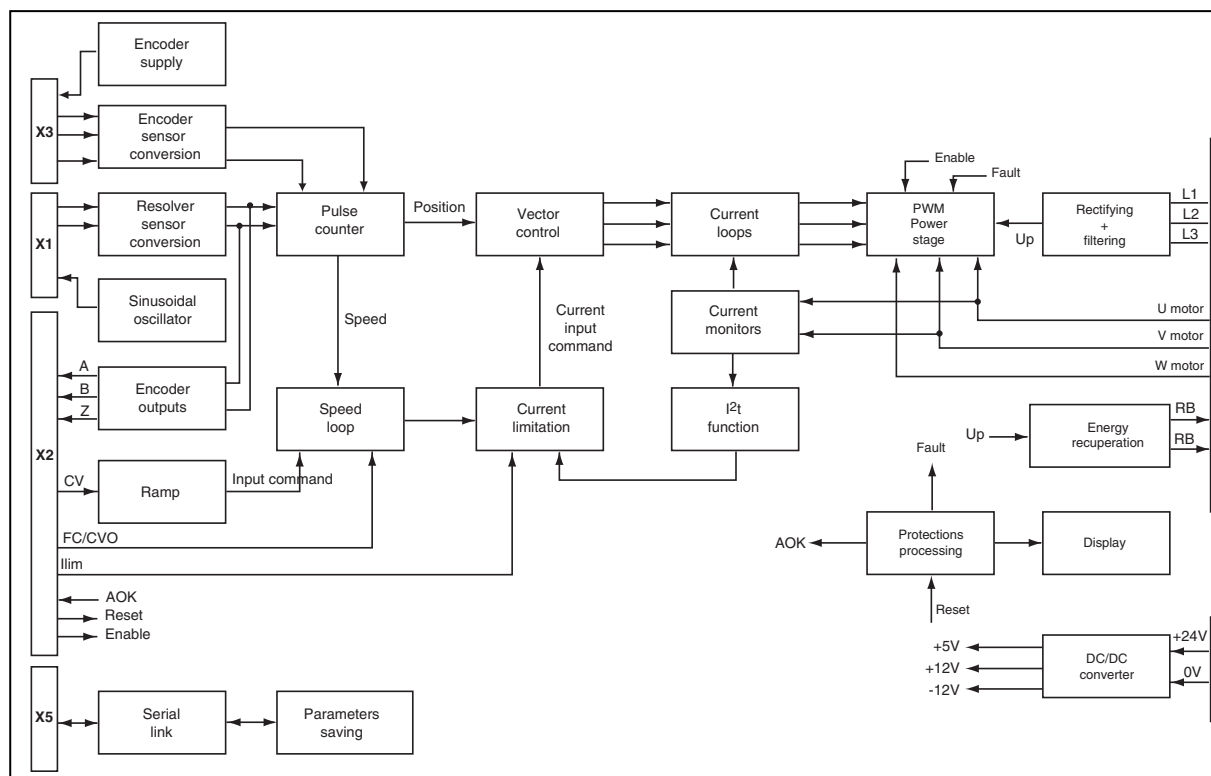 Encoder
supply
X3
Encoder
sensor
conversion
Enable
Fault
X1
Resolver
sensor
conversion
Pulse
counter
Position
Vector
control
Current
loops
PWM
Power
stage
Up
Rectifying
+
filtering
L1
L2
L3
Sinusoidal
oscillator
Speed
Current
input
command
Current
monitors
U motor
V motor
W motor
X2
A
B
Z
Encoder
outputs
Speed
loop
Current
limitation
I2t
function
Up
Energy
recuperation
RB
RB
CV
Ramp
Input command
Fault
FC/CVO
Ilim
AOK
Protections
processing
Display
Reset
AOK
Reset
Enable
+5V
+12V
-12V
DC/DC
converter
+24V
0V
X5
Serial
link
Parameters
saving